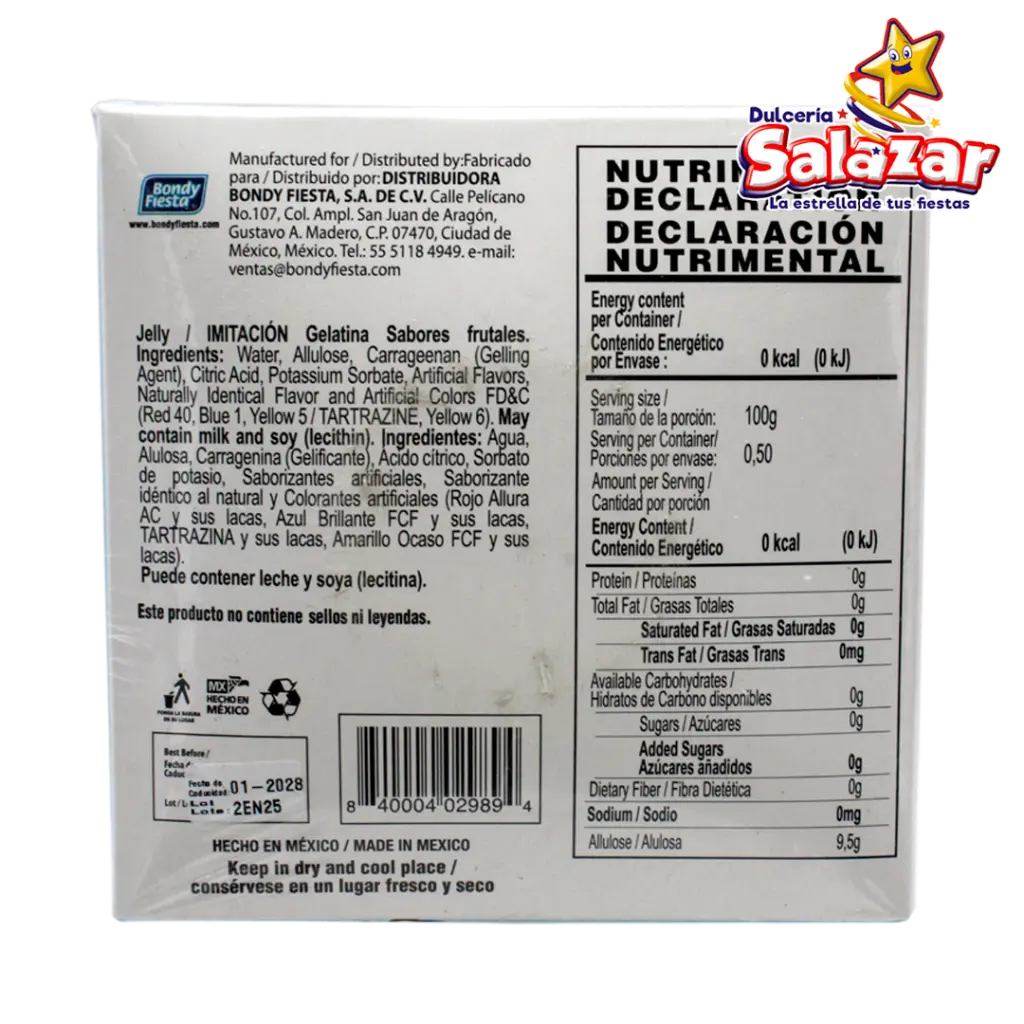 Dulcería
Salazar
La estrella de tus fiestas
Bondy
Fiesta
www.bondyfiesta.com
Manufactured for / Distributed by:Fabricado
para / Distribuido por: DISTRIBUIDORA
BONDY FIESTA, S.A. DE C.V. Calle Pelícano
No.107, Col. Ampl. San Juan de Aragón,
Gustavo A. Madero, C.P. 07470, Ciudad de
México, México. Tel.: 55 5118 4949. e-mail:
ventas@bondyfiesta.com
Jelly / IMITACIÓN Gelatina Sabores frutales.
Ingredients: Water, Allulose, Carrageenan (Gelling
Agent), Citric Acid, Potassium Sorbate, Artificial Flavors,
Naturally Identical Flavor and Artificial Colors FD&C
(Red 40, Blue 1, Yellow 5 / TARTRAZINE, Yellow 6). May
contain milk and soy (lecithin). Ingredientes: Agua,
Alulosa, Carragenina (Gelificante), Ácido cítrico, Sorbato
de potasio, Saborizantes artificiales, Saborizante
idéntico al natural y Colorantes artificiales (Rojo Allura
AC y sus lacas, Azul Brillante FCF y sus lacas,
TARTRAZINA y sus lacas, Amarillo Ocaso FCF y sus
lacas).
Puede contener leche y soya (lecitina).
Este producto no contiene sellos ni leyendas.
PONGA LA BASURA
EN SU LUGAR
MX
HECHO EN
MÉXICO
Best Before /
Fecha de
Caducidad 01-2028
Lot
Lote: 2EN25
8 40004 02989 4
HECHO EN MÉXICO / MADE IN MEXICO
Keep in dry and cool place /
consérvese en un lugar fresco y seco
DECLARACIÓN
NUTRIMENTAL
Energy content
per Container /
Contenido Energético
por Envase : 0 kcal (0 kJ)
Serving size /
Tamaño de la porción: 100g
Serving per Container/
Porciones por envase: 0,50
Amount per Serving /
Cantidad por porción
Energy Content /
Contenido Energético 0 kcal (0 kJ)
Protein / Proteínas 0g
Total Fat / Grasas Totales 0g
Saturated Fat / Grasas Saturadas 0g
Trans Fat / Grasas Trans 0mg
Available Carbohydrates /
Hidratos de Carbono disponibles 0g
Sugars / Azúcares 0g
Added Sugars
Azúcares añadidos 0g
Dietary Fiber / Fibra Dietética 0g
Sodium / Sodio 0mg
Allulose / Alulosa 9,5g